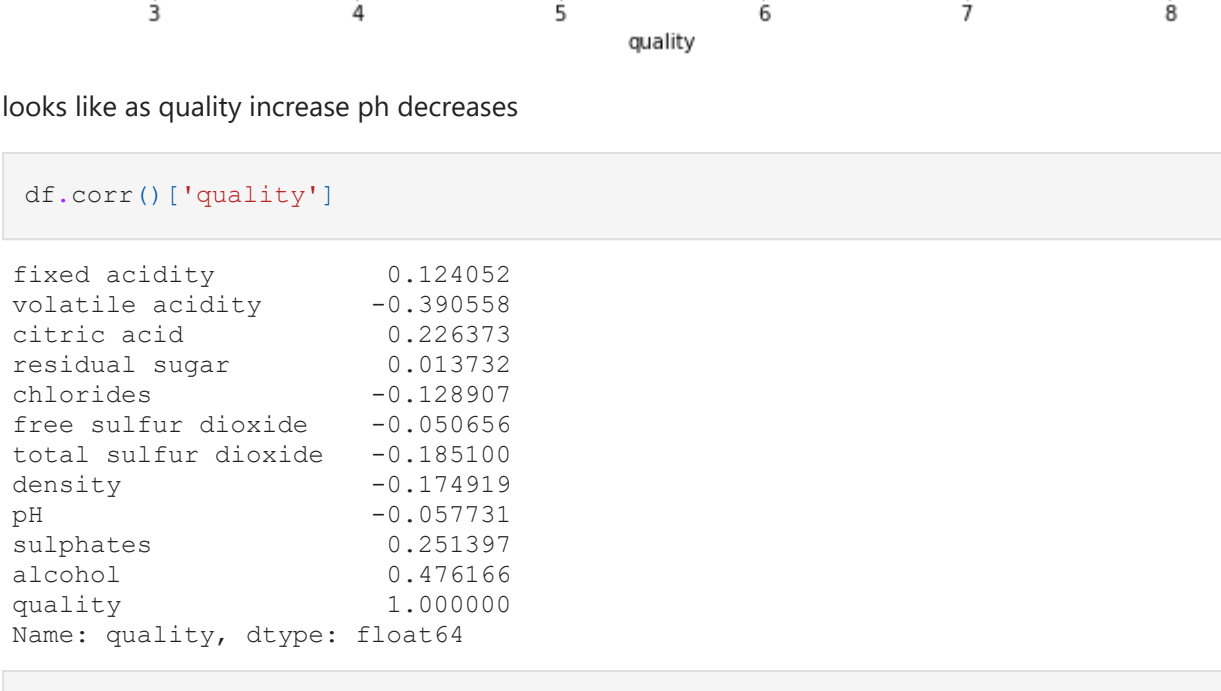 3 4 5 6 7 8
quality
looks like as quality increase ph decreases
df.corr()['quality']
fixed acidity 0.124052
volatile acidity -0.390558
citric acid 0.226373
residual sugar 0.013732
chlorides -0.128907
free sulfur dioxide -0.050656
total sulfur dioxide -0.185100
density -0.174919
pH -0.057731
sulphates 0.251397
alcohol 0.476166
quality 1.000000
Name: quality, dtype: float64